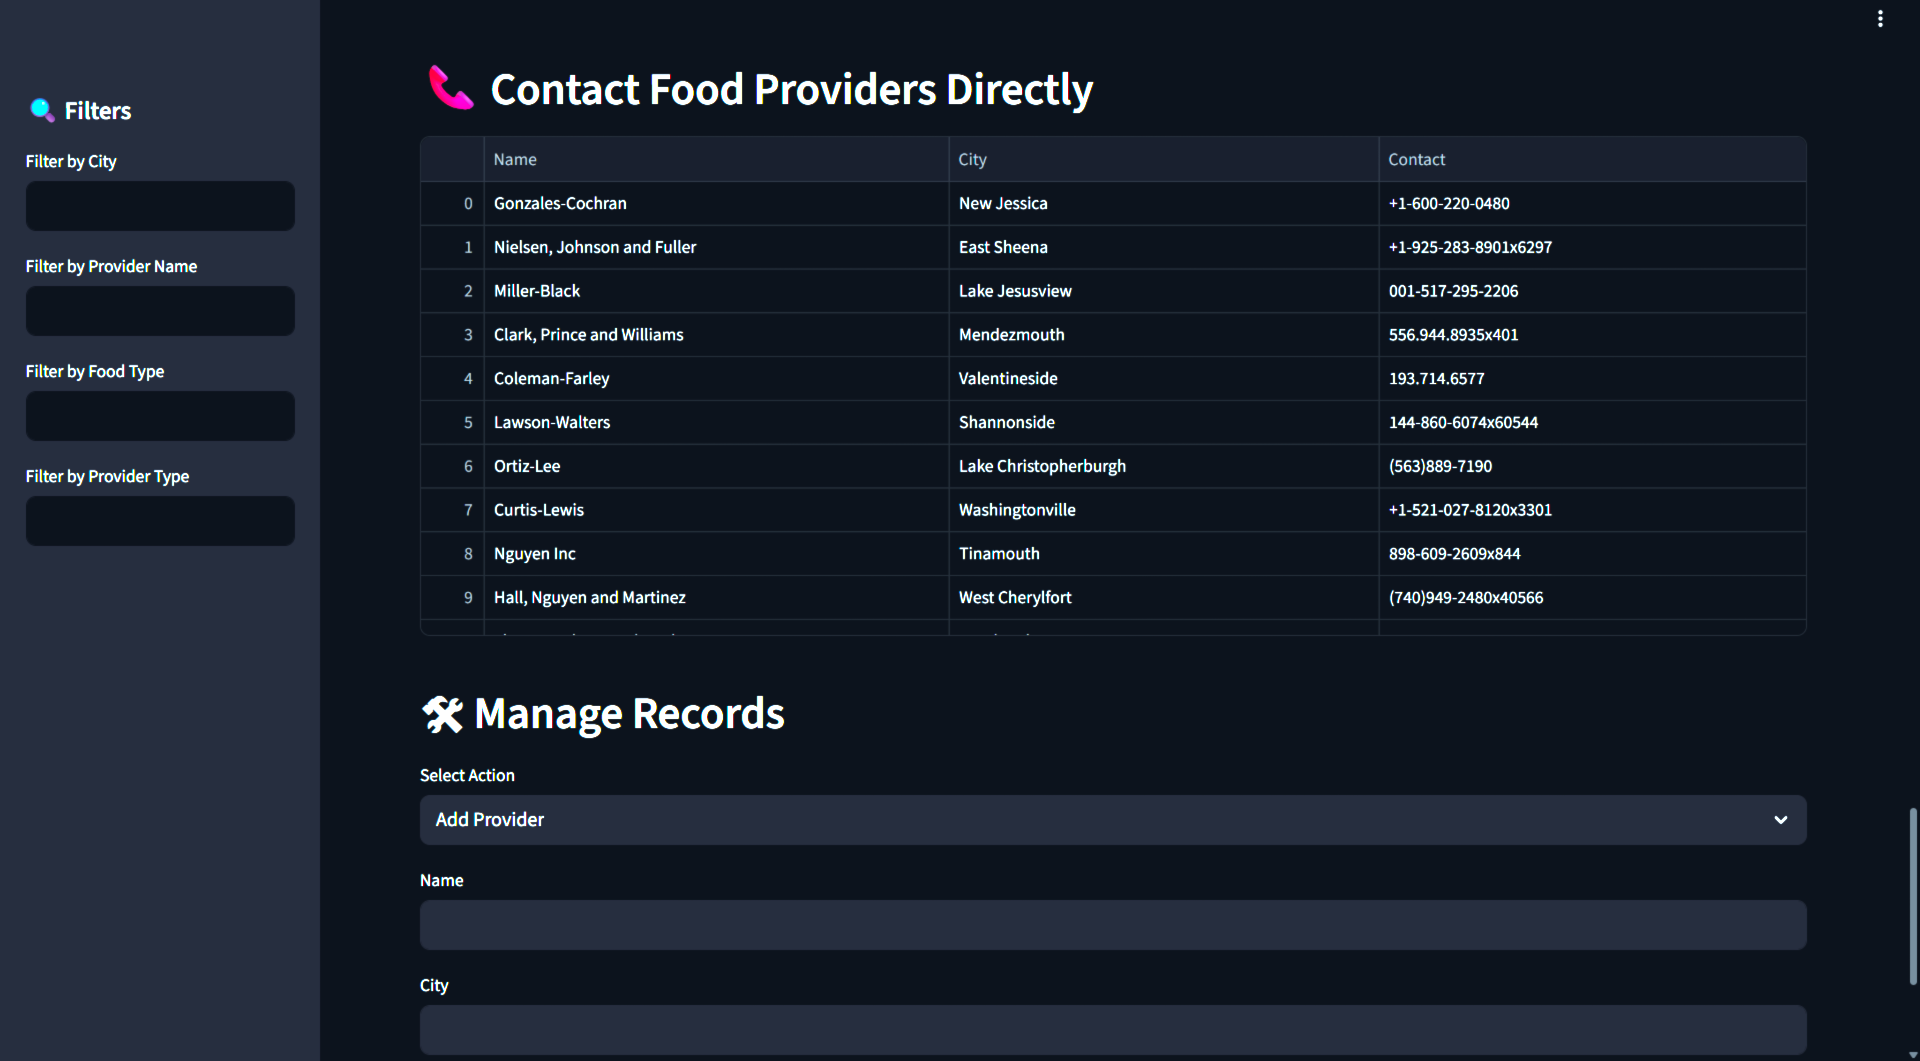 Filters
Filter by City
Filter by Provider Name
Filter by Food Type
Filter by Provider Type
Contact Food Providers Directly
Name City Contact
0 Gonzales-Cochran New Jessica +1-600-220-0480
1 Nielsen, Johnson and Fuller East Sheena +1-925-283-8901x6297
2 Miller-Black Lake Jesusview 001-517-295-2206
3 Clark, Prince and Williams Mendezmouth 556.944.8935x401
4 Coleman-Farley Valentineside 193.714.6577
5 Lawson-Walters Shannonside 144-860-6074x60544
6 Ortiz-Lee Lake Christopherburgh (563)889-7190
7 Curtis-Lewis Washingtonville +1-521-027-8120x3301
8 Nguyen Inc Tinamouth 898-609-2609x844
9 Hall, Nguyen and Martinez West Cherylfort (740)949-2480x40566
Manage Records
Select Action
Add Provider
Name
City